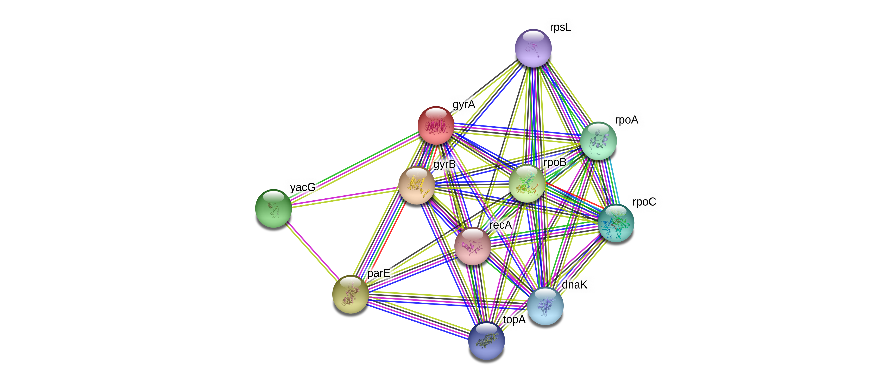 rpsL
gyrA
rpoA
gyrB
rpoB
yacG
rpoC
recA
parE
dnaK
topA